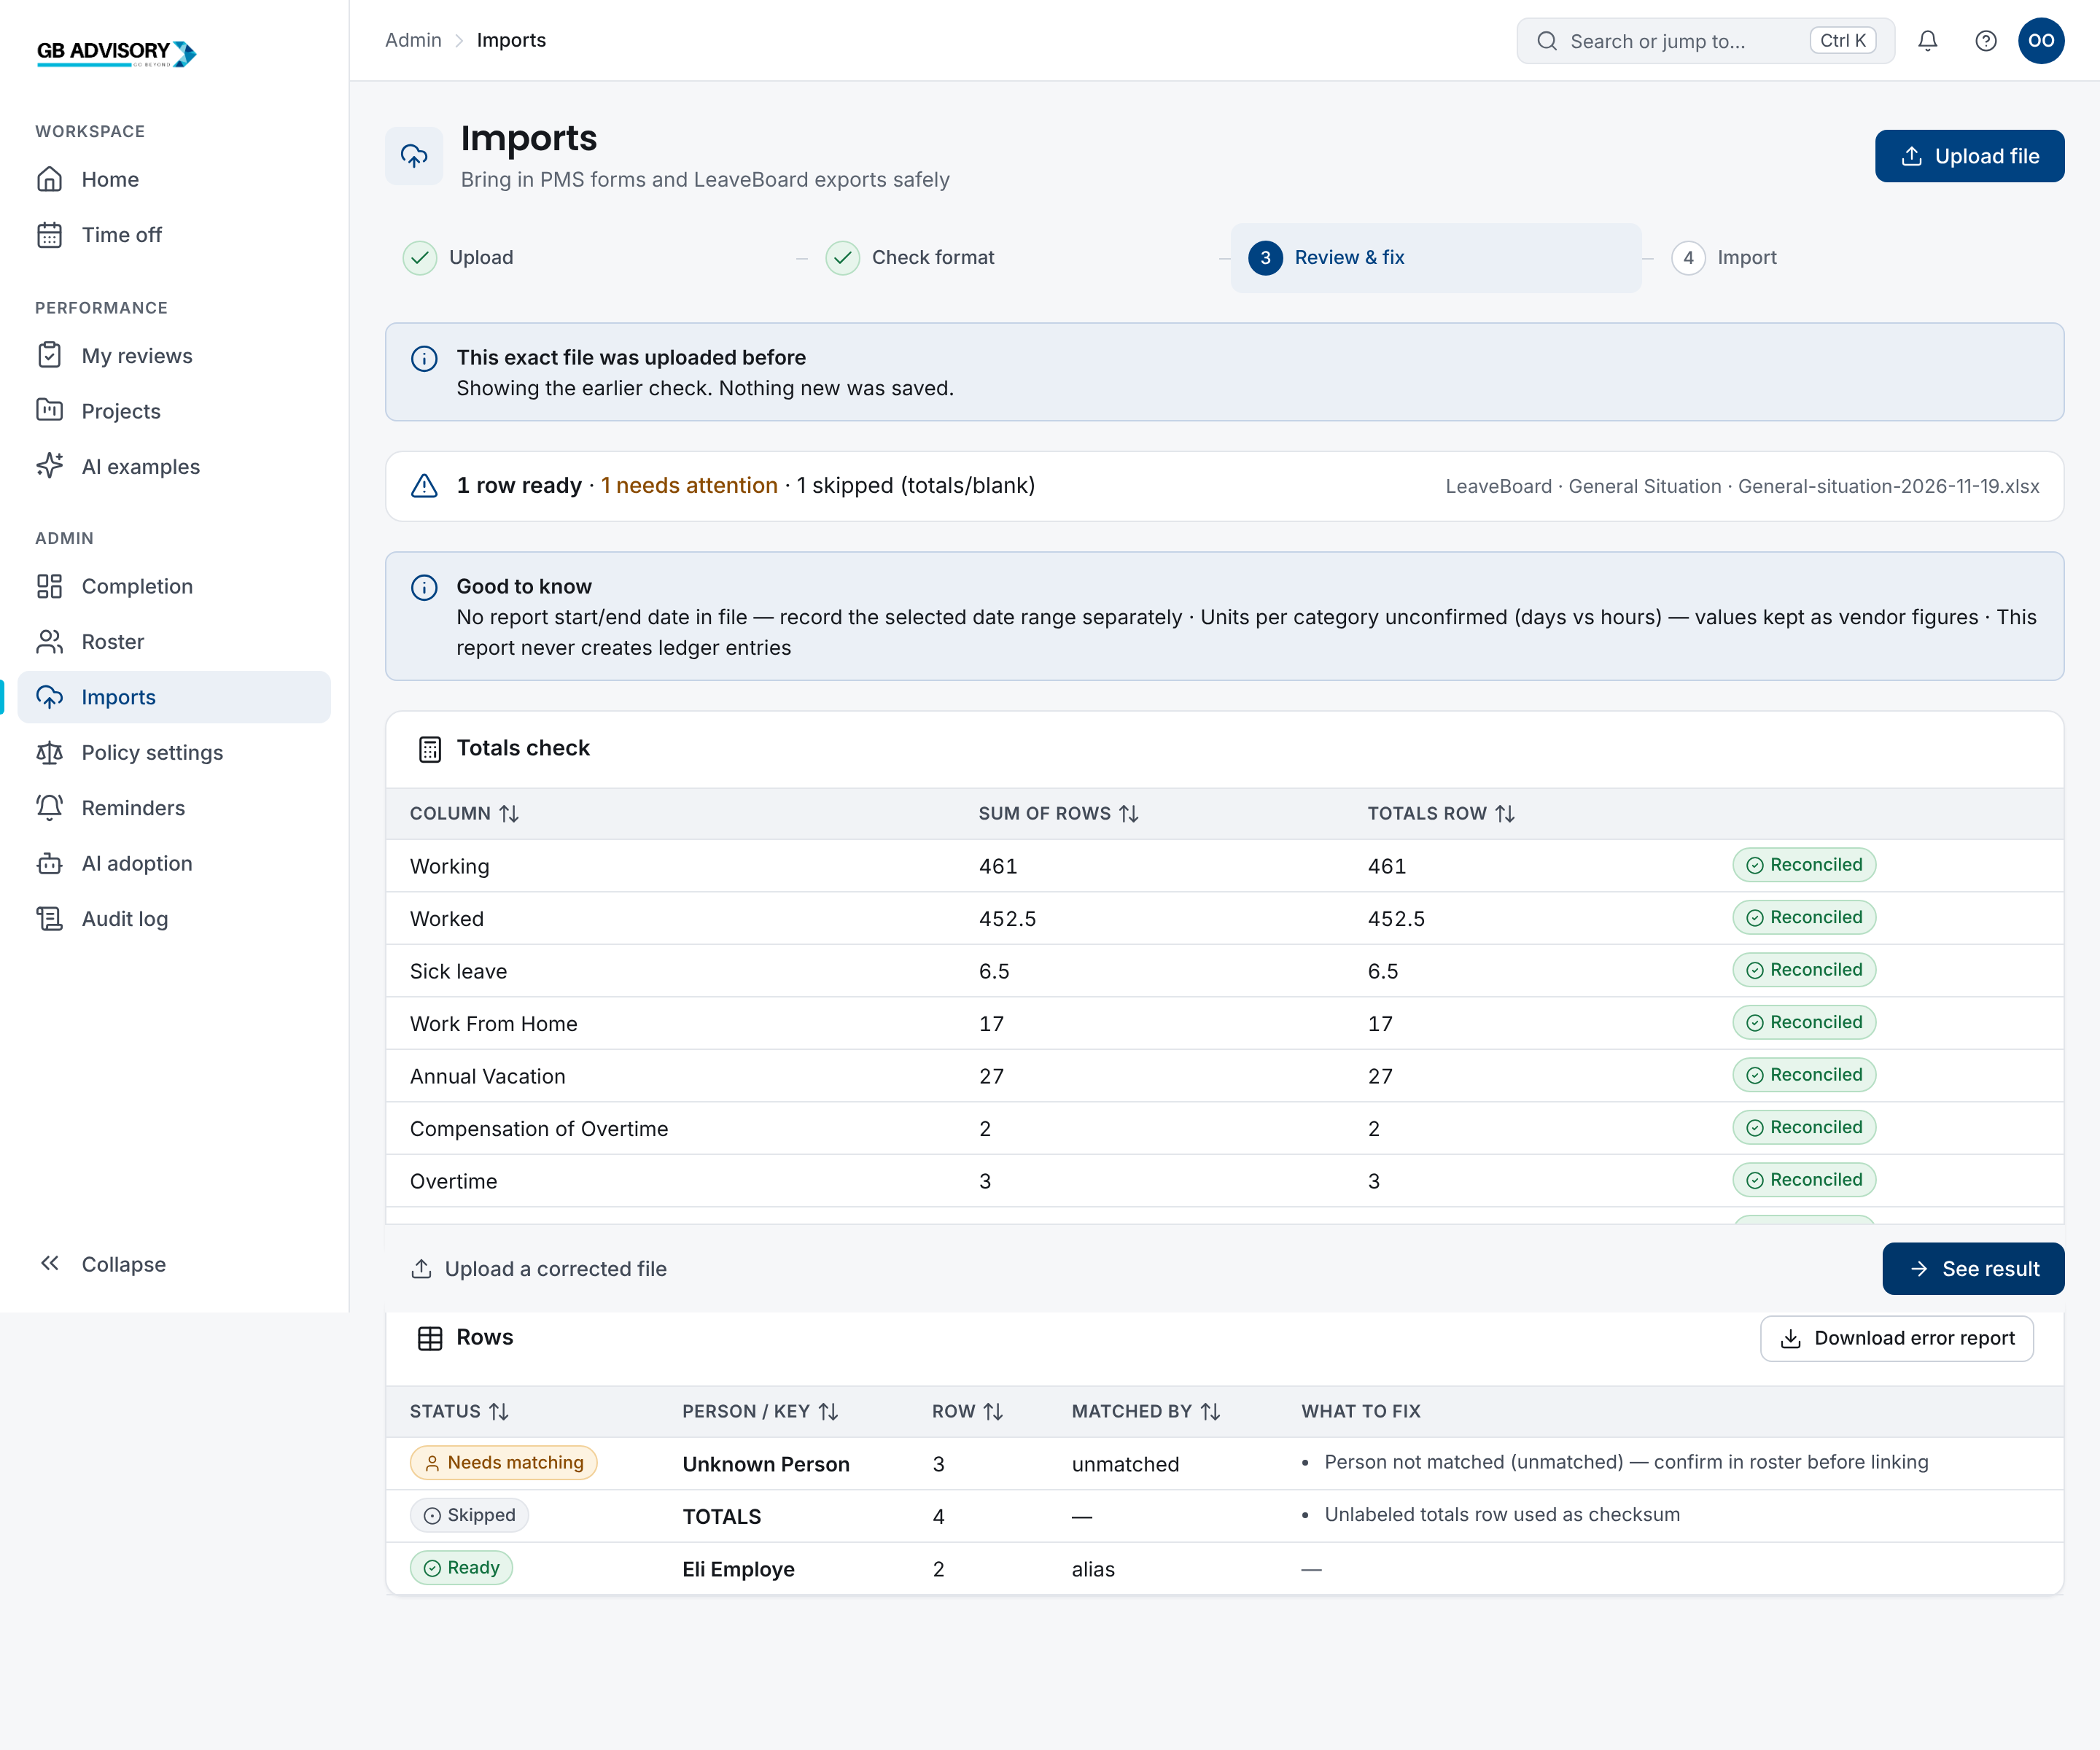 GB ADVISORY
GO BEYOND
WORKSPACE
Home
Time off
PERFORMANCE
My reviews
Projects
AI examples
ADMIN
Completion
Roster
Imports
Policy settings
Reminders
AI adoption
Audit log
Collapse
Admin Imports
Search or jump to... Ctrl K
OO
Imports
Bring in PMS forms and LeaveBoard exports safely
Upload file
Upload
Check format
3 Review & fix
4 Import
This exact file was uploaded before
Showing the earlier check. Nothing new was saved.
1 row ready · 1 needs attention · 1 skipped (totals/blank)
LeaveBoard · General Situation · General-situation-2026-11-19.xlsx
Good to know
No report start/end date in file — record the selected date range separately · Units per category unconfirmed (days vs hours) — values kept as vendor figures · This
report never creates ledger entries
Totals check
COLUMN SUM OF ROWS TOTALS ROW
Working 461 461 Reconciled
Worked 452.5 452.5 Reconciled
Sick leave 6.5 6.5 Reconciled
Work From Home 17 17 Reconciled
Annual Vacation 27 27 Reconciled
Compensation of Overtime 2 2 Reconciled
Overtime 3 3 Reconciled
Upload a corrected file
See result
Rows
Download error report
STATUS PERSON / KEY ROW MATCHED BY WHAT TO FIX
Needs matching Unknown Person 3 unmatched • Person not matched (unmatched) — confirm in roster before linking
Skipped TOTALS 4 — • Unlabeled totals row used as checksum
Ready Eli Employe 2 alias —